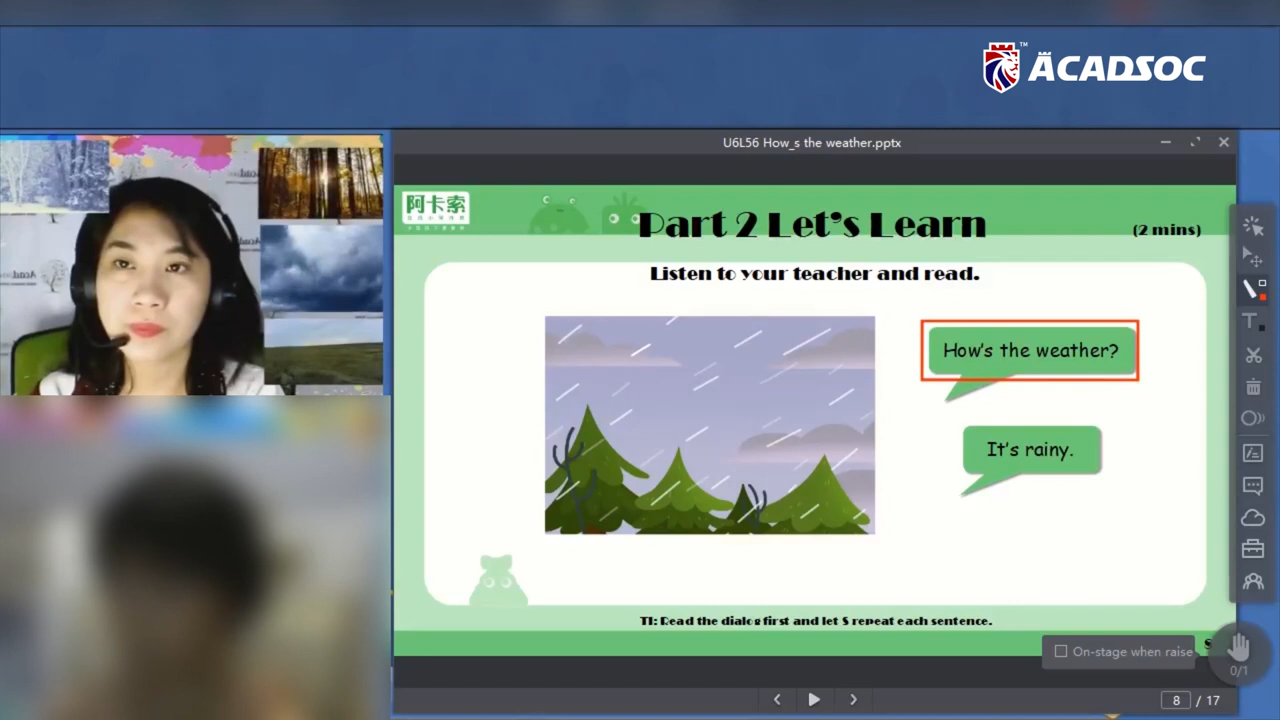 ACADSOC
TM
U6L56 How_s the weather.pptx
阿卡索
Part 2 Let's Learn
(2 mins)
Listen to your teacher and read.
How's the weather?
It's rainy.
TI: Read the dialog first and let S repeat each sentence.
On-stage when raise
0/1
8 / 17